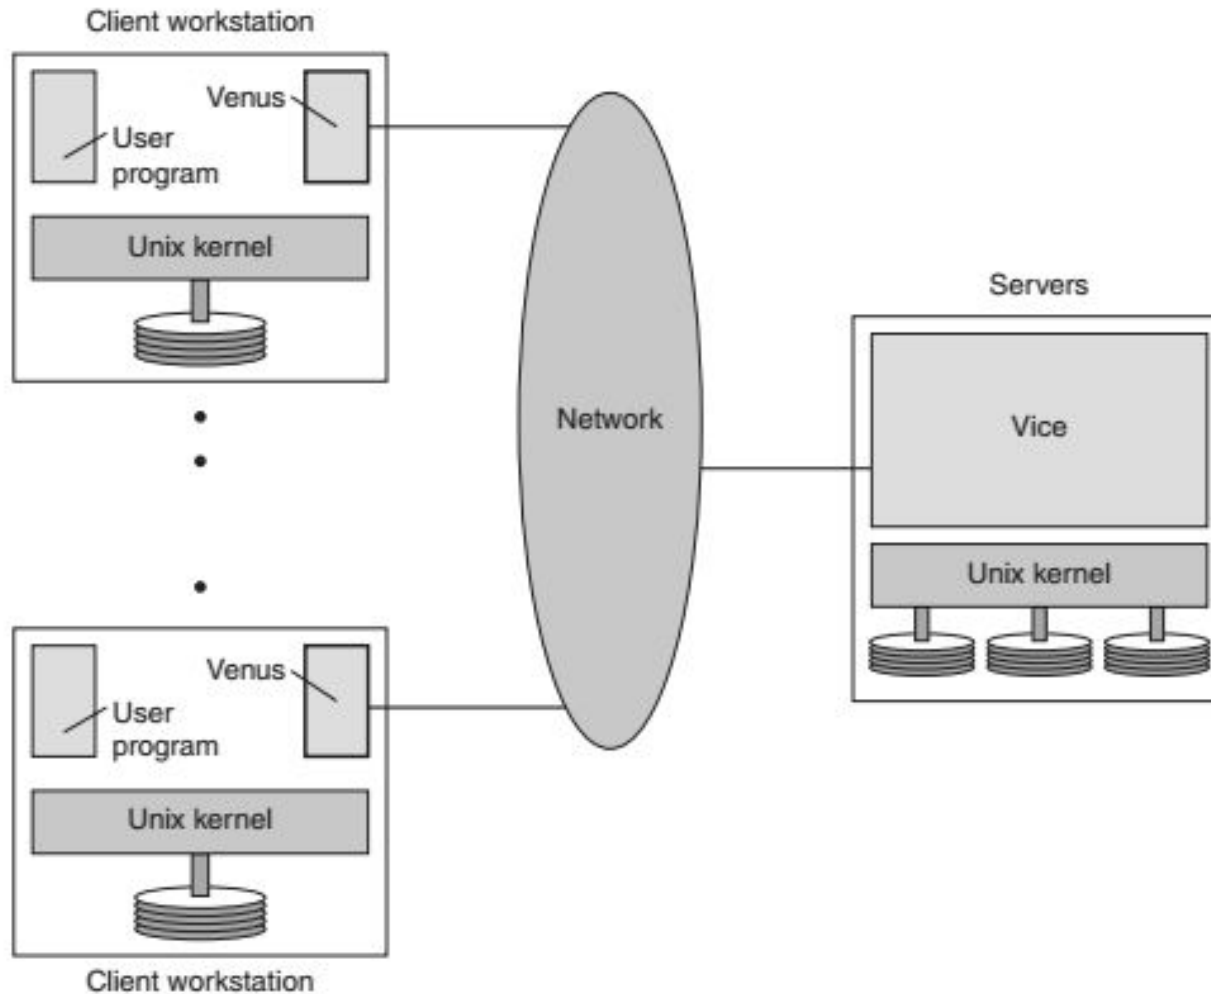 Client workstation
Venus
User
program
Unix kernel
Network
Servers
Vice
Unix kernel
Venus
User
program
Unix kernel
Client workstation